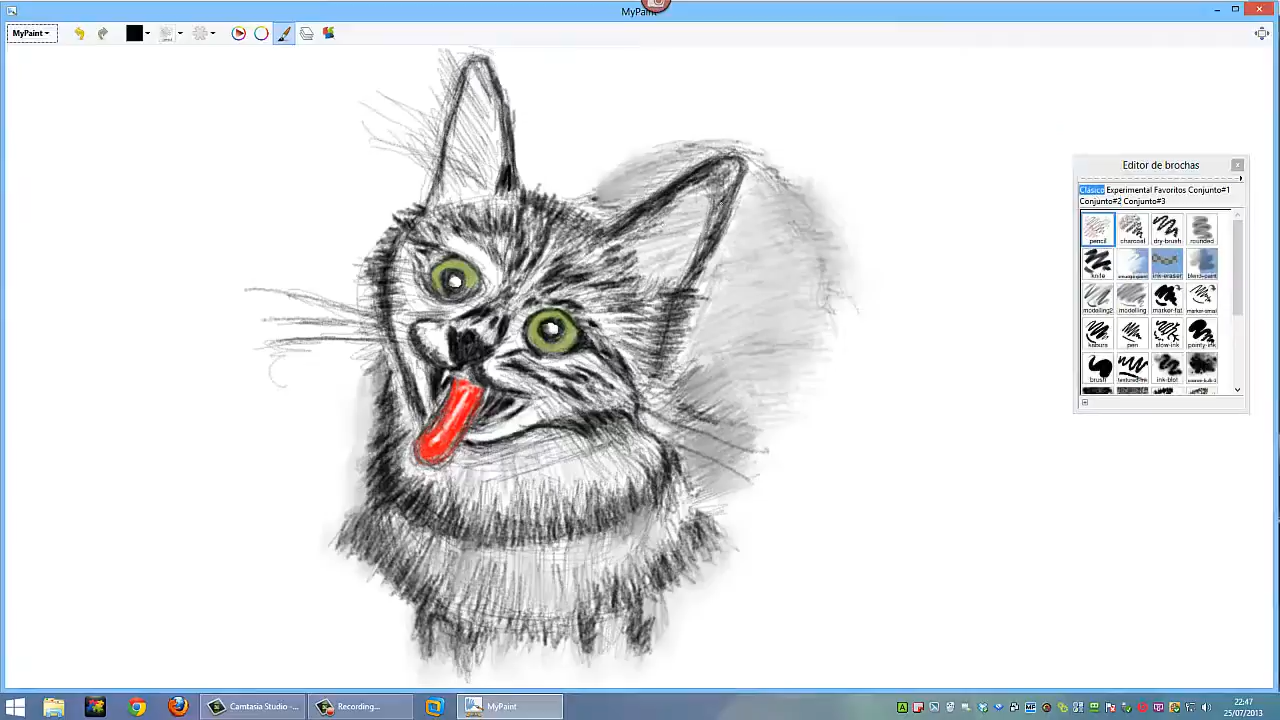 MyPaint
MyPaint
Editor de brochas
Clásico Experimental Favoritos Conjunto#1
Conjunto#2 Conjunto#3
pencil charcoal dry-brush rounded
knife smudge-paint ink-eraser blend-paint
modelling2 modelling marker-fat marker-small
kabura pen slow-ink pointy-ink
brush textured-ink ink-blot
Camtasia Studio -... Recording... MyPaint
22:47
25/07/2013